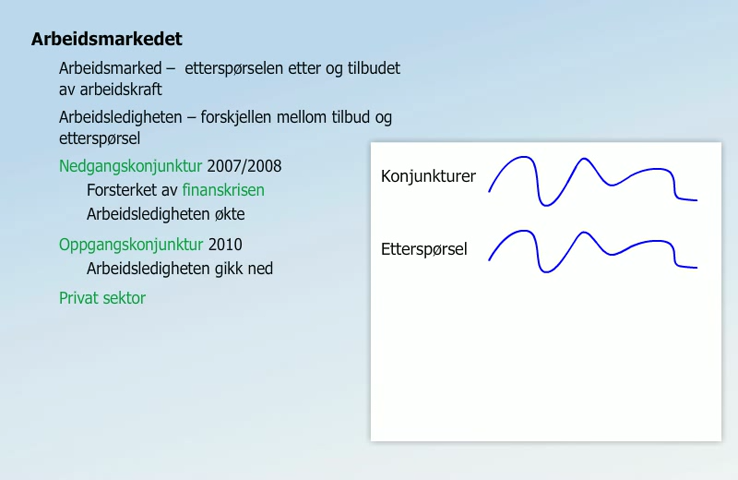 Arbeidsmarkedet
Arbeidsmarked – etterspørselen etter og tilbudet
av arbeidskraft
Arbeidsledigheten – forskjellen mellom tilbud og
etterspørsel
Nedgangskonjunktur 2007/2008
Forsterket av finanskrisen
Arbeidsledigheten økte
Oppgangskonjunktur 2010
Arbeidsledigheten gikk ned
Privat sektor
Konjunkturer
Etterspørsel